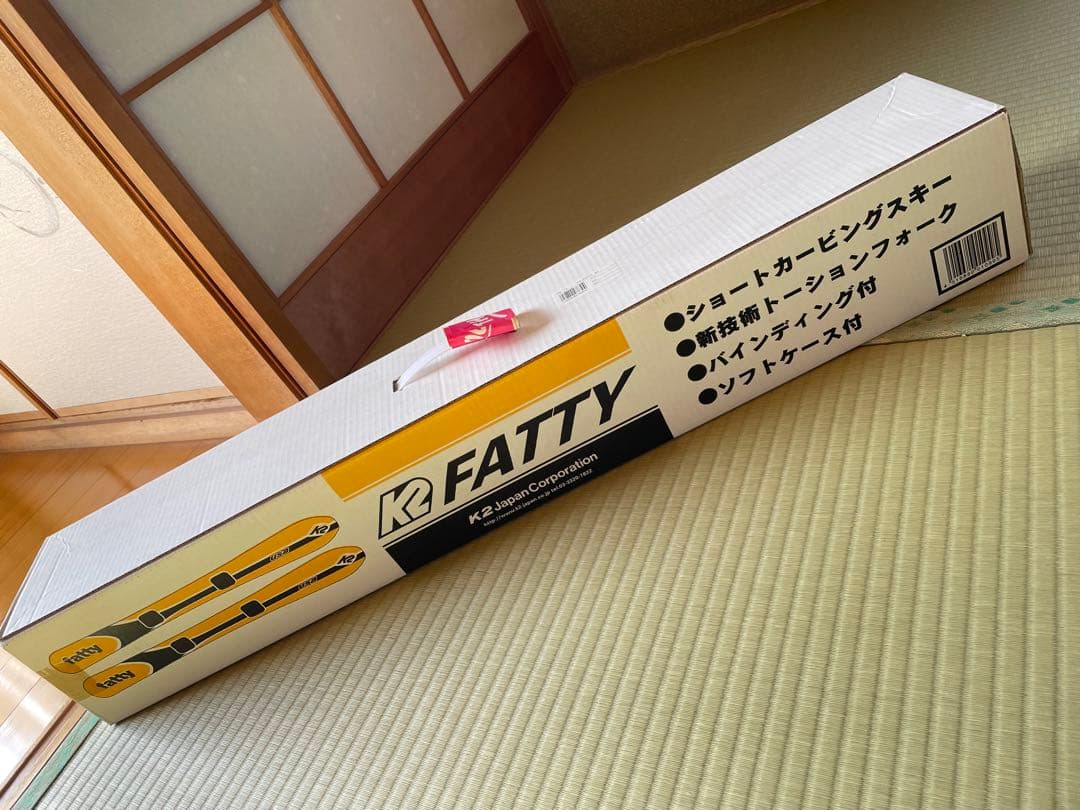 ●ショートカービングスキー
●新技術トーションフォーク
●バインディング付
●ソフトケース付
K2 FATTY
K2 Japan Corporation
K2
K2
fatty
fatty